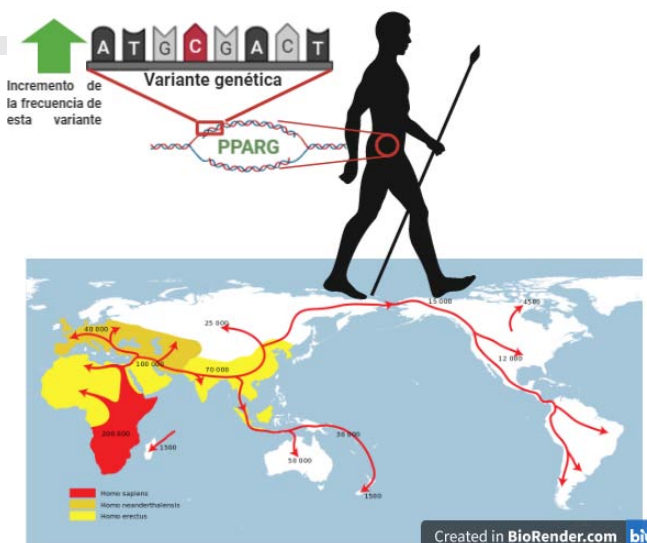 A T G C G A C T
Variante genética
Incremento de
la frecuencia de
esta variante
PPARG
40 000
25 000
15 000
4500
100 000
70 000
12 000
200 000
1500
50 000
30 000
1500
Homo sapiens
Homo neanderthalensis
Homo erectus
Created in BioRender.com bio